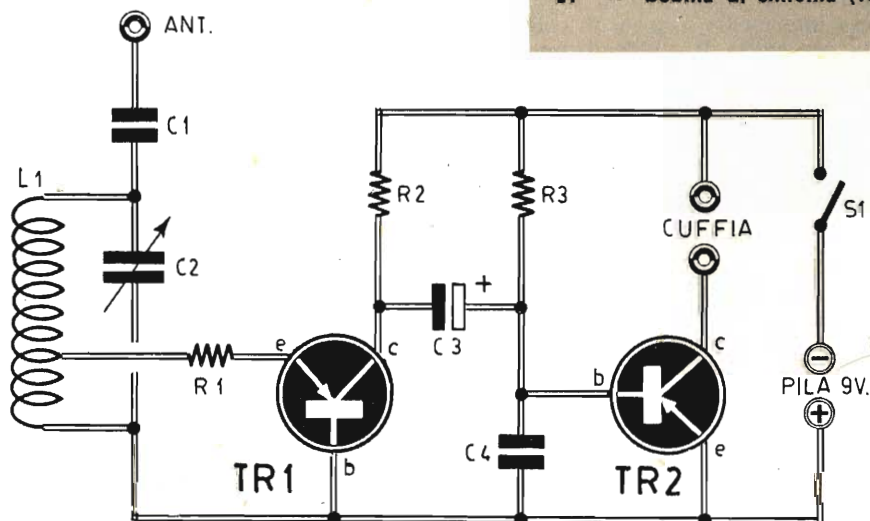 ANT.
C1
L1
R2
R3
S1
C2
CUFFIA
+
C3
e
c
c
R1
b
PILA 9V.
−
+
C4
TR1
b
TR2
e